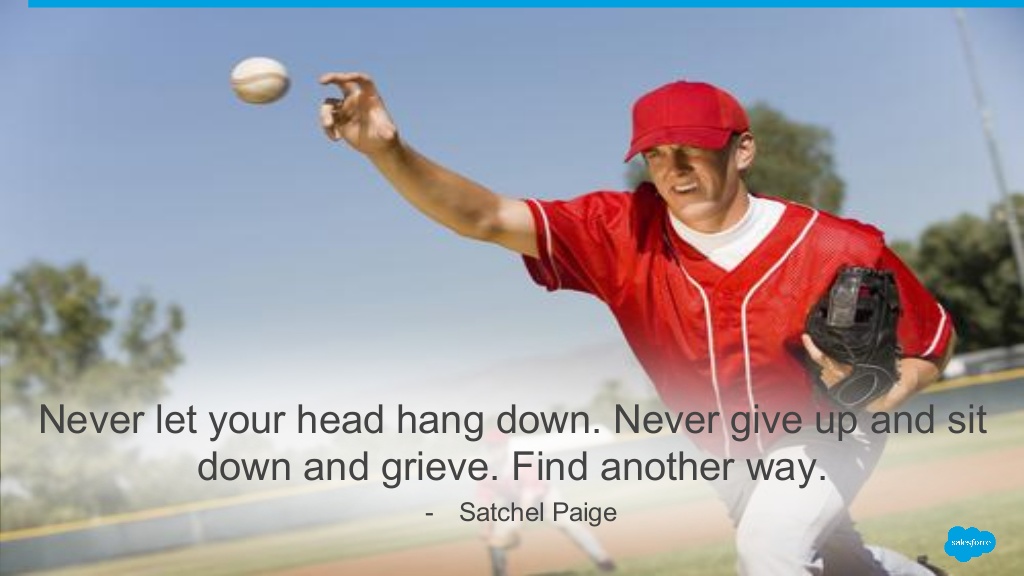 Never let your head hang down. Never give up and sit
down and grieve. Find another way.
- Satchel Paige
salesforce